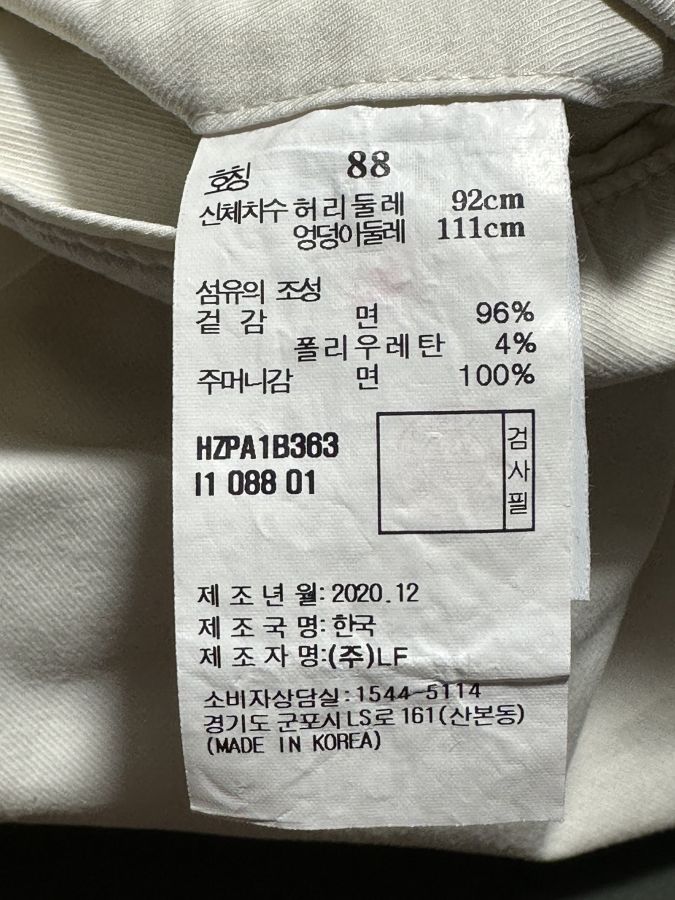 호칭 88
신체치수 허리둘레 92cm
엉덩이둘레 111cm
섬유의 조성
겉 감 면 96%
폴리우레탄 4%
주머니감 면 100%
HZPA1B363
I1 088 01
검사필
제 조 년 월: 2020.12
제 조 국 명: 한국
제 조 자 명:(주)LF
소비자상담실:1544-5114
경기도 군포시 LS로 161(산본동)
(MADE IN KOREA)